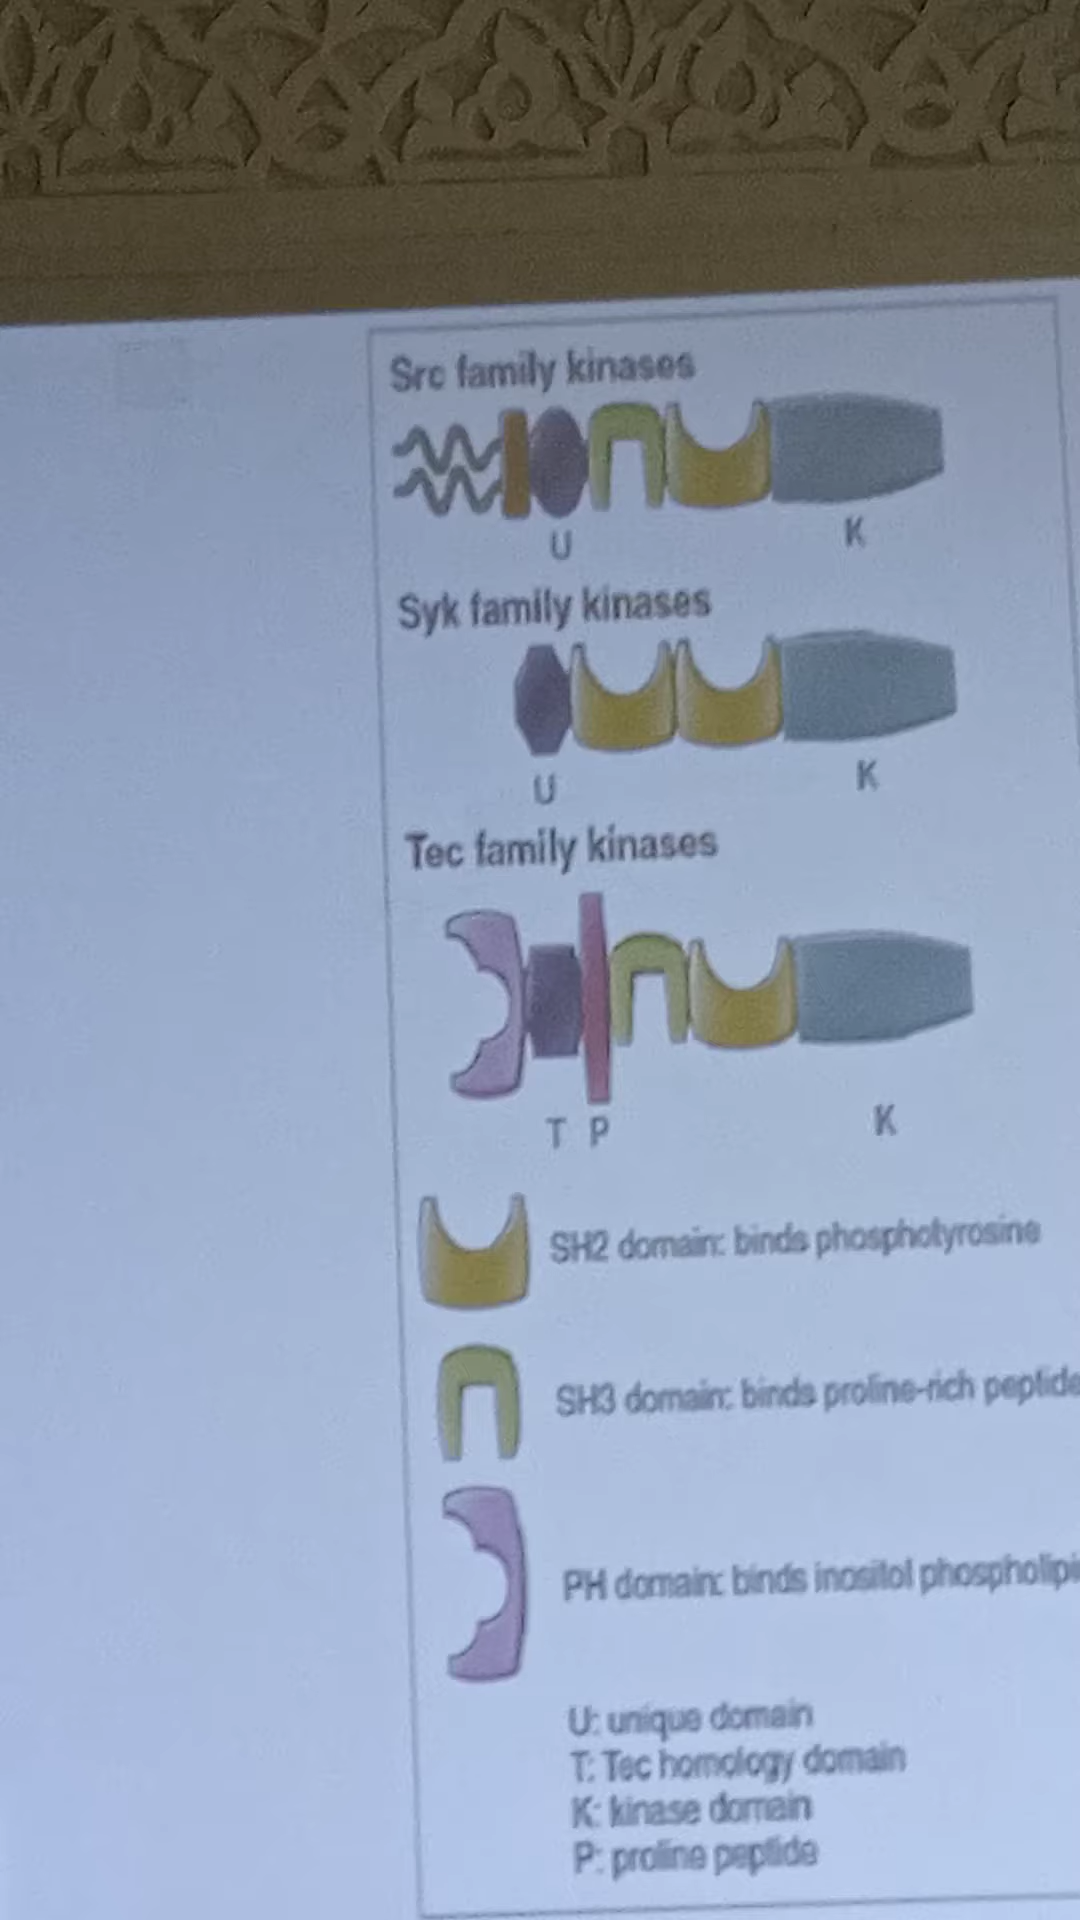 Src family kinases
U K
Syk family kinases
U K
Tec family kinases
T P K
SH2 domain: binds phosphotyrosine
SH3 domain: binds proline-rich peptide
PH domain: binds inositol phospholipi
U: unique domain
T: Tec homology domain
K: kinase domain
P: proline peptide